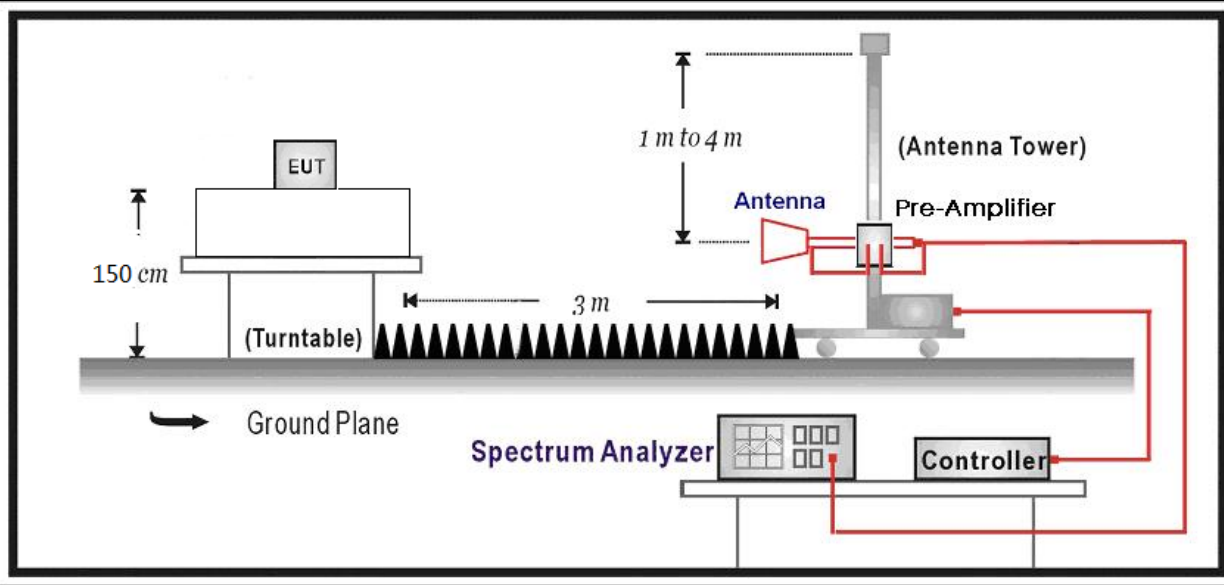 1 m to 4 m
(Antenna Tower)
EUT
Antenna
Pre-Amplifier
150 cm
3 m
(Turntable)
Ground Plane
Spectrum Analyzer
Controller